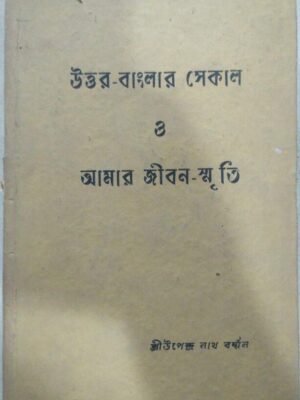 উত্তর-বাংলার সেকাল
ও
আমার জীবন-স্মৃতি
শ্রীউপেন্দ্র নাথ বর্ম্মন